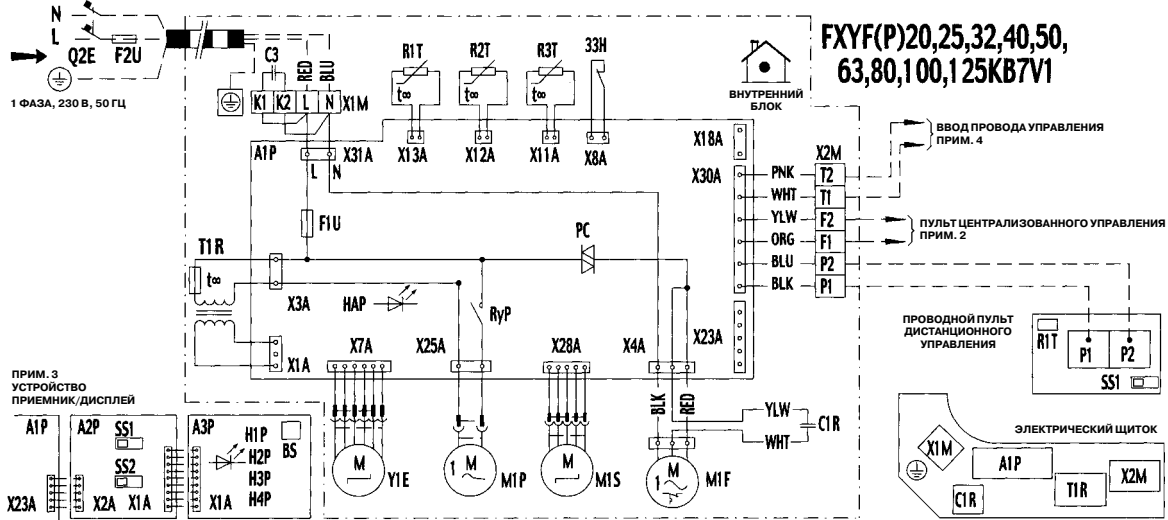 N
L
Q2E
F2U
1 ФАЗА, 230 В, 50 ГЦ
C3
RED
BLU
K1
K2
L
N
X1M
R1T
t∞
R2T
t∞
R3T
t∞
33H
X13A
X12A
X11A
X8A
ВНУТРЕННИЙ
БЛОК
FXYF(P)20,25,32,40,50,
63,80,100,125KB7V1
A1P
X31A
L
N
X18A
X30A
X2M
PNK
T2
WHT
T1
YLW
F2
ORG
F1
BLU
P2
BLK
P1
ВВОД ПРОВОДА УПРАВЛЕНИЯ
ПРИМ. 4
ПУЛЬТ ЦЕНТРАЛИЗОВАННОГО УПРАВЛЕНИЯ
ПРИМ. 2
F1U
PC
T1R
t∞
X3A
HAP
RyP
X1A
X7A
X25A
X28A
X4A
X23A
ПРОВОДНОЙ ПУЛЬТ
ДИСТАНЦИОННОГО
УПРАВЛЕНИЯ
R1T
P1
P2
SS1
BLK
RED
YLW
C1R
WHT
M
Y1E
M
1
M1P
M
M1S
M
1
M1F
ПРИМ. 3
УСТРОЙСТВО
ПРИЕМНИК/ДИСПЛЕЙ
A1P
X23A
A2P
SS1
SS2
X2A
X1A
A3P
H1P
H2P
H3P
H4P
BS
X1A
ЭЛЕКТРИЧЕСКИЙ ЩИТОК
X1M
A1P
C1R
T1R
X2M